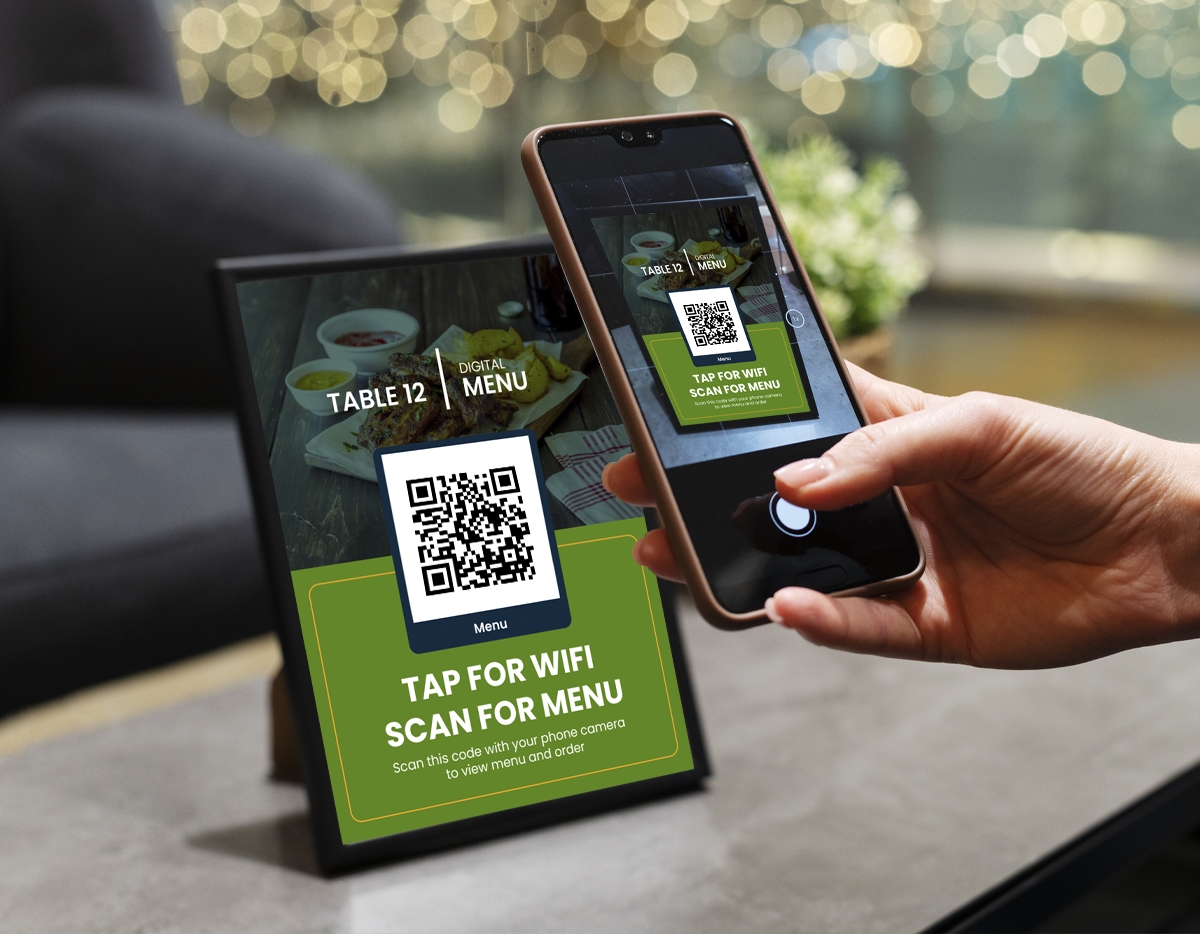 TABLE 12
DIGITAL
MENU
Menu
TAP FOR WIFI
SCAN FOR MENU
Scan this code with your phone camera
to view menu and order
TABLE 12
DIGITAL
MENU
Menu
TAP FOR WIFI
SCAN FOR MENU
Scan this code with your phone camera
to view menu and order